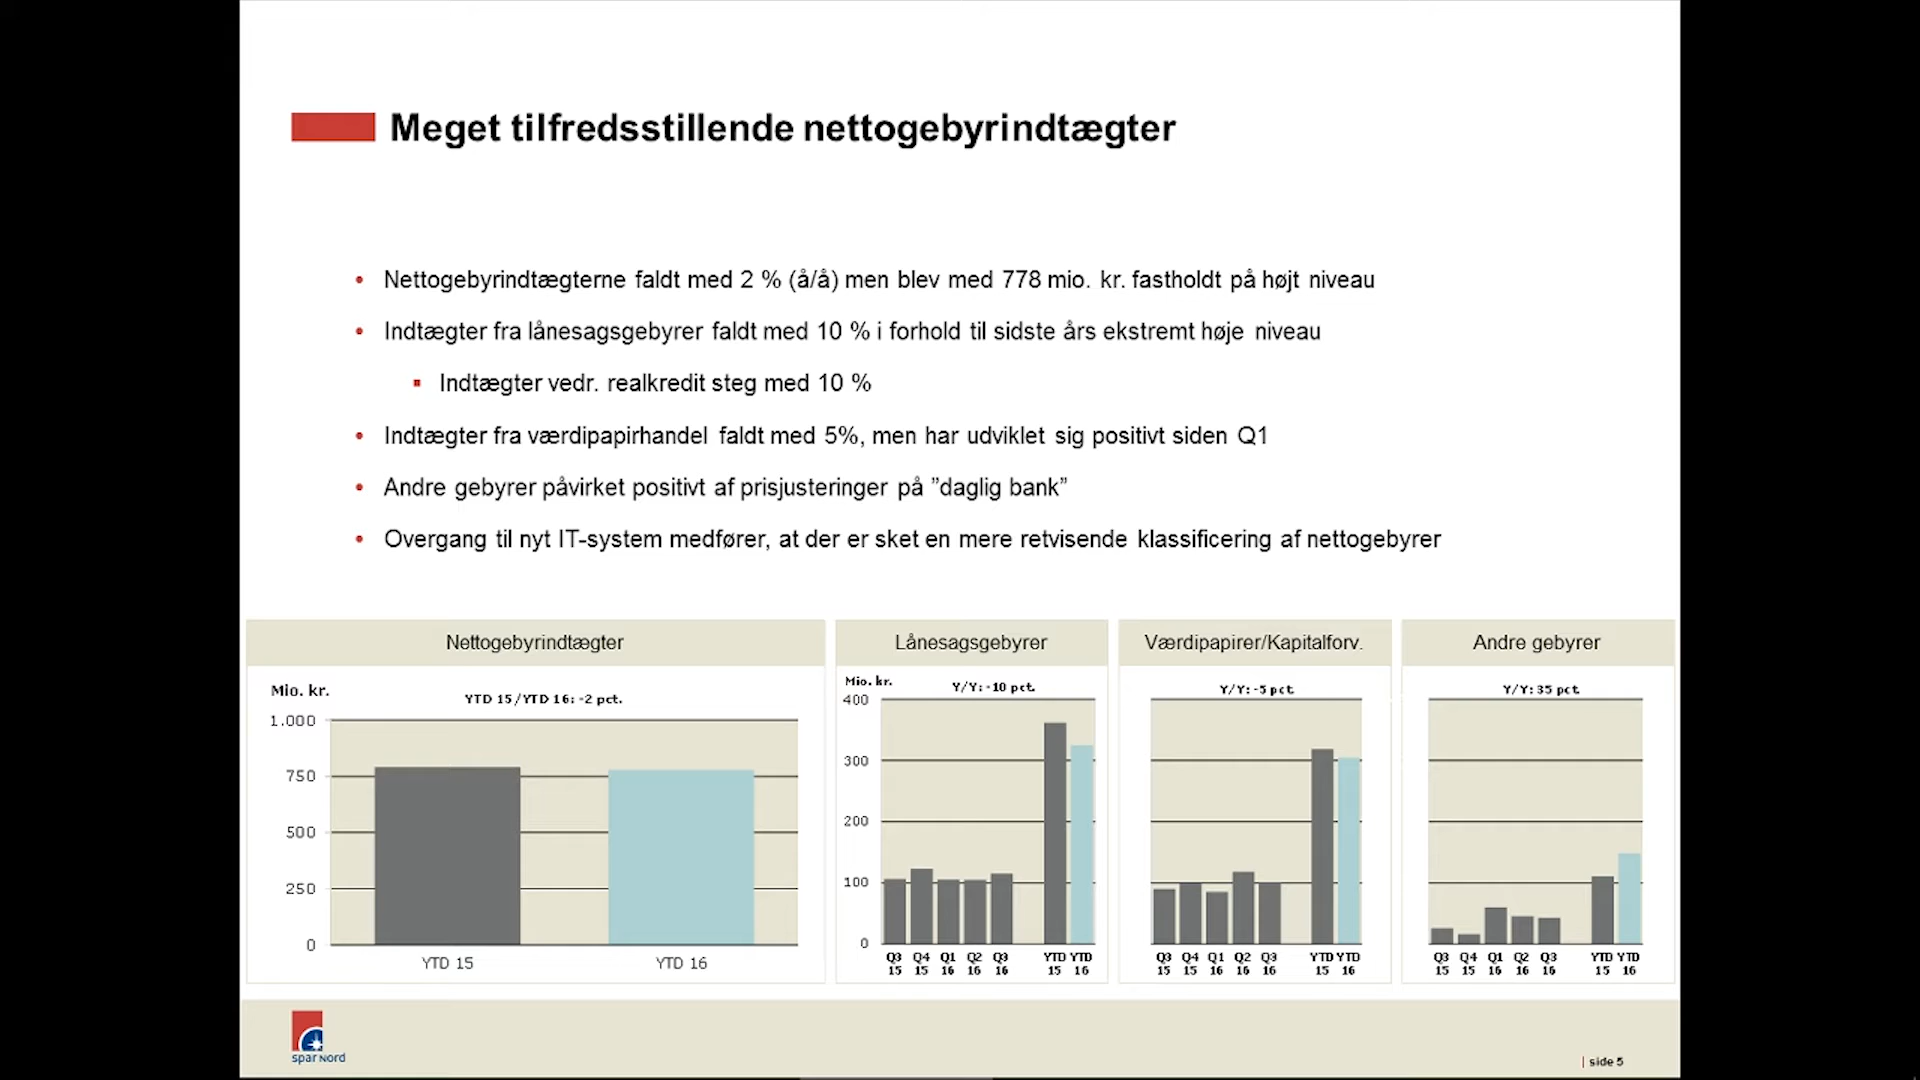 Meget tilfredsstillende nettogebyrindtægter
• Nettogebyrindtægterne faldt med 2 % (å/å) men blev med 778 mio. kr. fastholdt på højt niveau
• Indtægter fra lånesagsgebyrer faldt med 10 % i forhold til sidste års ekstremt høje niveau
▪ Indtægter vedr. realkredit steg med 10 %
• Indtægter fra værdipapirhandel faldt med 5%, men har udviklet sig positivt siden Q1
• Andre gebyrer påvirket positivt af prisjusteringer på ”daglig bank”
• Overgang til nyt IT-system medfører, at der er sket en mere retvisende klassificering af nettogebyrer
Nettogebyrindtægter
Mio. kr.
YTD 15/YTD 16: -2 pct.
1.000
750
500
250
0
YTD 15 YTD 16
Lånesagsgebyrer
Mio. kr.
Y/Y: -10 pct.
400
300
200
100
0
Q3 Q4 Q1 Q2 Q3 YTD YTD
15 15 16 16 16 15 16
Værdipapirer/Kapitalforv.
Y/Y: -5 pct.
Q3 Q4 Q1 Q2 Q3 YTD YTD
15 15 16 16 16 15 16
Andre gebyrer
Y/Y: 35 pct.
Q3 Q4 Q1 Q2 Q3 YTD YTD
15 15 16 16 16 15 16
spar nord
| side 5